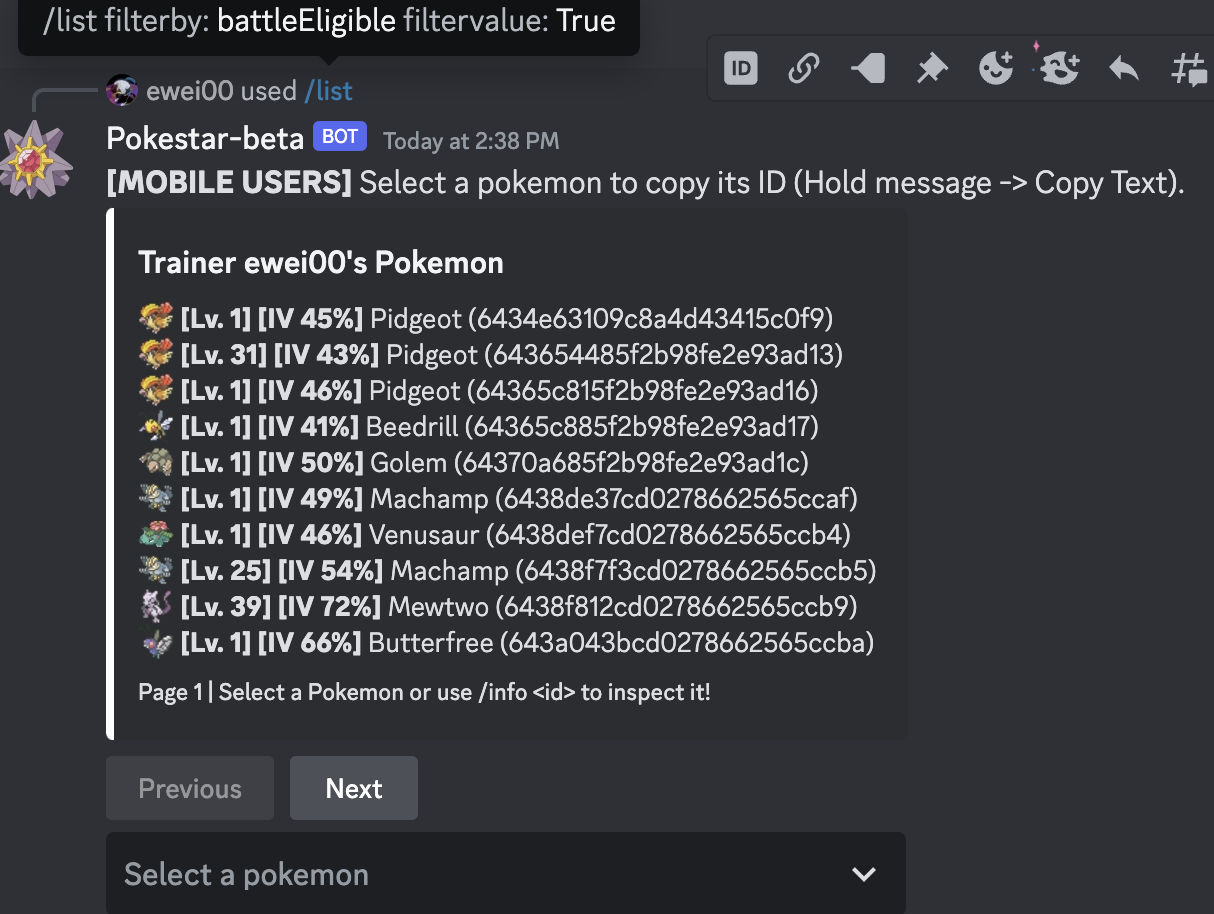 /list filterby: battleEligible filtervalue: True
ID
ewei00 used /list
Pokestar-beta BOT Today at 2:38 PM
[MOBILE USERS] Select a pokemon to copy its ID (Hold message -> Copy Text).
Trainer ewei00's Pokemon
[Lv. 1] [IV 45%] Pidgeot (6434e63109c8a4d43415c0f9)
[Lv. 31] [IV 43%] Pidgeot (643654485f2b98fe2e93ad13)
[Lv. 1] [IV 46%] Pidgeot (64365c815f2b98fe2e93ad16)
[Lv. 1] [IV 41%] Beedrill (64365c885f2b98fe2e93ad17)
[Lv. 1] [IV 50%] Golem (64370a685f2b98fe2e93ad1c)
[Lv. 1] [IV 49%] Machamp (6438de37cd0278662565ccaf)
[Lv. 1] [IV 46%] Venusaur (6438def7cd0278662565ccb4)
[Lv. 25] [IV 54%] Machamp (6438f7f3cd0278662565ccb5)
[Lv. 39] [IV 72%] Mewtwo (6438f812cd0278662565ccb9)
[Lv. 1] [IV 66%] Butterfree (643a043bcd0278662565ccba)
Page 1 | Select a Pokemon or use /info <id> to inspect it!
Previous Next
Select a pokemon